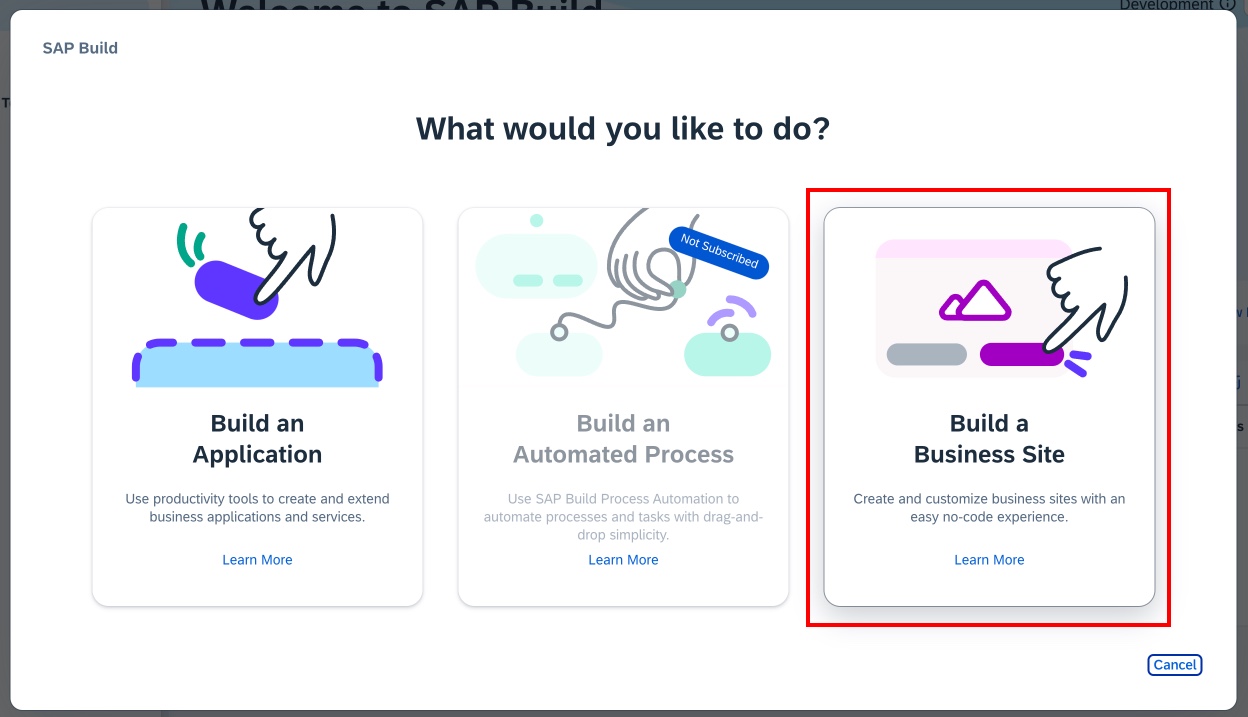 Welcome to SAP Build
Development
SAP Build
What would you like to do?
Not Subscribed
Build an
Application
Use productivity tools to create and extend
business applications and services.
Learn More
Build an
Automated Process
Use SAP Build Process Automation to
automate processes and tasks with drag-and-
drop simplicity.
Learn More
Build a
Business Site
Create and customize business sites with an
easy no-code experience.
Learn More
Cancel